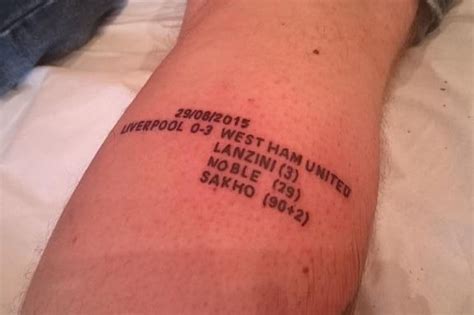 29/08/2015
LIVERPOOL 0-3 WEST HAM UNITED
LANZINI (3)
NOBLE (29)
SAKHO (90+2)